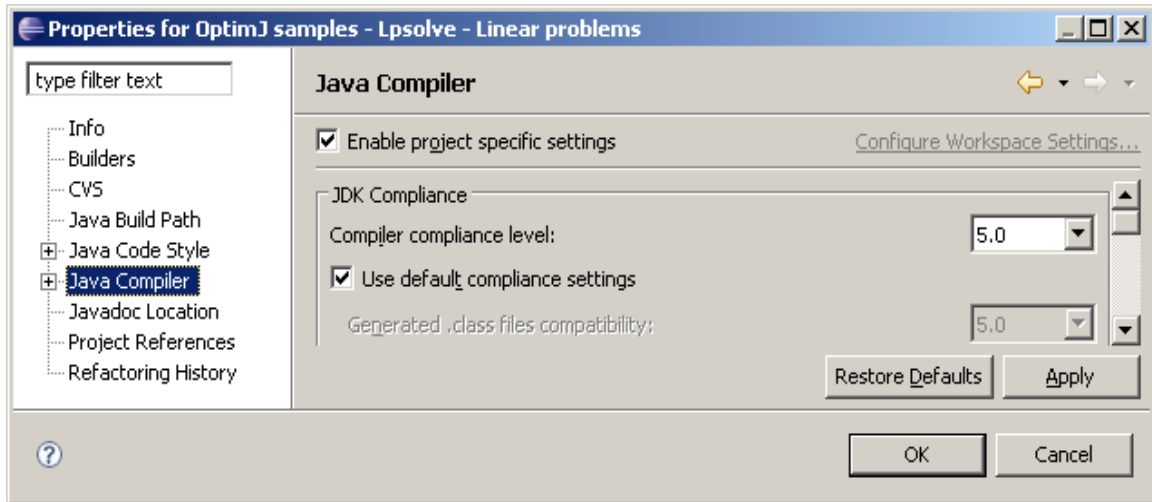 Properties for OptimJ samples - Lpsolve - Linear problems
type filter text
Info
Builders
CVS
Java Build Path
Java Code Style
Java Compiler
Javadoc Location
Project References
Refactoring History
Java Compiler
Enable project specific settings
Configure Workspace Settings...
JDK Compliance
Compiler compliance level: 5.0
Use default compliance settings
Generated .class files compatibility: 5.0
Restore Defaults Apply
OK Cancel